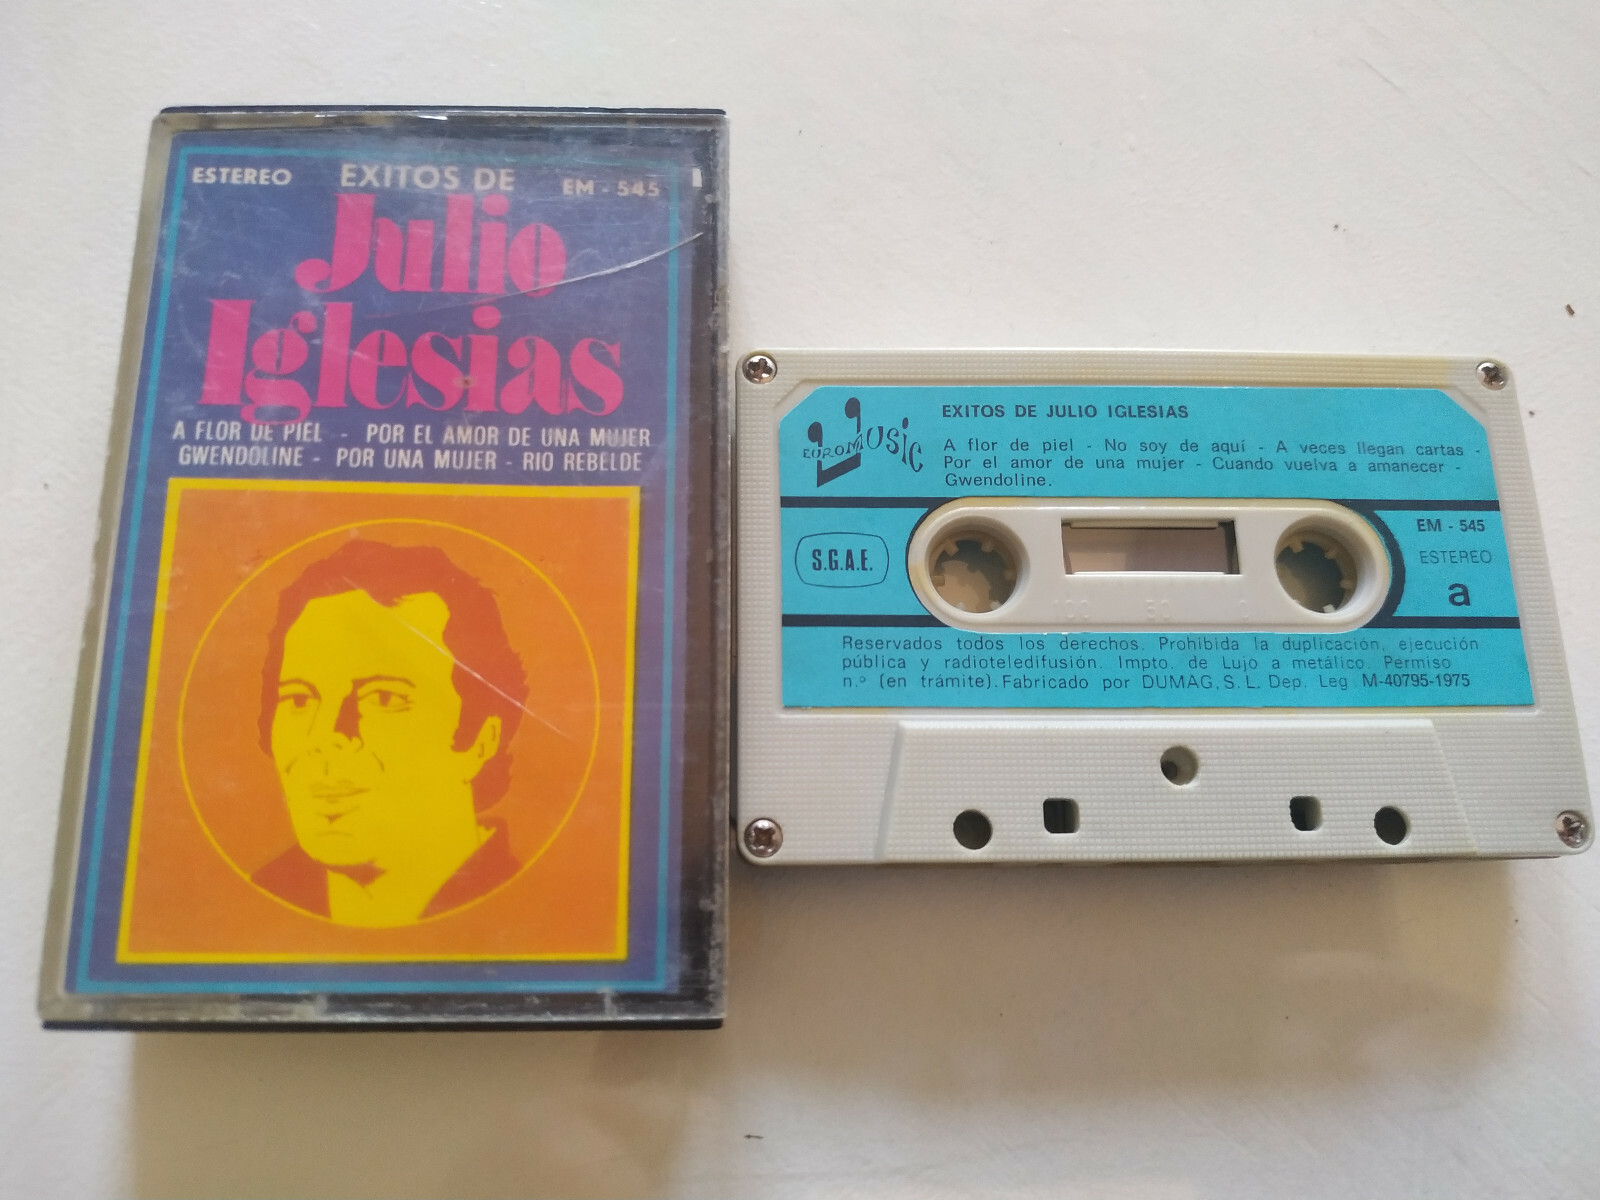 ESTEREO EXITOS DE EM - 545
Julio
Iglesias
A FLOR DE PIEL - POR EL AMOR DE UNA MUJER
GWENDOLINE - POR UNA MUJER - RIO REBELDE
EUROMUSIC
EXITOS DE JULIO IGLESIAS
A flor de piel - No soy de aquí - A veces llegan cartas -
Por el amor de una mujer - Cuando vuelva a amanecer -
Gwendoline.
S.G.A.E.
EM - 545
ESTEREO
a
100 50 0
Reservados todos los derechos. Prohibida la duplicación, ejecución
pública y radioteledifusión. Impto. de Lujo a metálico. Permiso
n.º (en trámite). Fabricado por DUMAG, S. L. Dep. Leg M-40795-1975